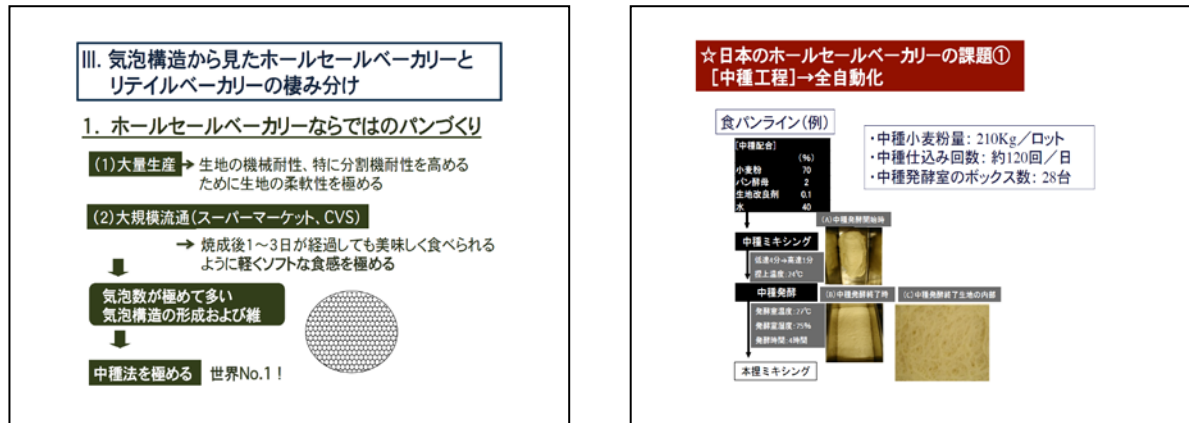 Ⅲ. 気泡構造から見たホールセールベーカリーと
リテイルベーカリーの棲み分け
1. ホールセールベーカリーならではのパンづくり
(1)大量生産 → 生地の機械耐性、特に分割機耐性を高める
ために生地の柔軟性を極める
(2)大規模流通(スーパーマーケット、CVS)
→ 焼成後1～3日が経過しても美味しく食べられる
ように軽くソフトな食感を極める
気泡数が極めて多い
気泡構造の形成および維
中種法を極める 世界No.1！
☆日本のホールセールベーカリーの課題①
[中種工程]→全自動化
食パンライン(例)
[中種配合]
(%)
小麦粉 70
パン酵母 2
生地改良剤 0.1
水 40
・中種小麦粉量: 210Kg／ロット
・中種仕込み回数: 約120回／日
・中種発酵室のボックス数: 28台
(A)中種発酵開始時
中種ミキシング
低速4分→高速1分
捏上温度:24℃
中種発酵
(B)中種発酵終了時
(C)中種発酵終了生地の内部
発酵室温度:27℃
発酵室湿度:75%
発酵時間:4時間
本捏ミキシング